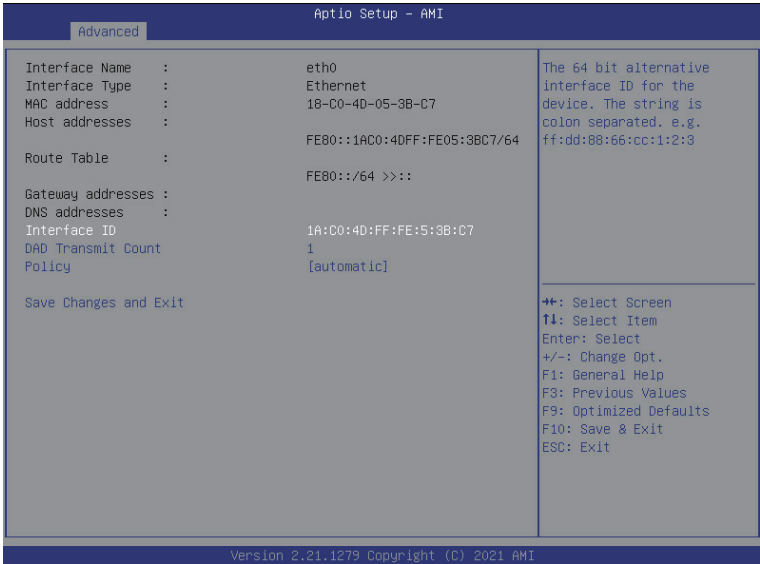 Aptio Setup – AMI
Advanced
Interface Name : eth0
Interface Type : Ethernet
MAC address : 18-C0-4D-05-3B-C7
Host addresses :
FE80::1AC0:4DFF:FE05:3BC7/64
Route Table :
FE80::/64 >>::
Gateway addresses :
DNS addresses :
Interface ID 1A:C0:4D:FF:FE:5:3B:C7
DAD Transmit Count 1
Policy [automatic]
Save Changes and Exit
The 64 bit alternative
interface ID for the
device. The string is
colon separated. e.g.
ff:dd:88:66:cc:1:2:3
→←: Select Screen
↑↓: Select Item
Enter: Select
+/-: Change Opt.
F1: General Help
F3: Previous Values
F9: Optimized Defaults
F10: Save & Exit
ESC: Exit
Version 2.21.1279 Copyright (C) 2021 AMI